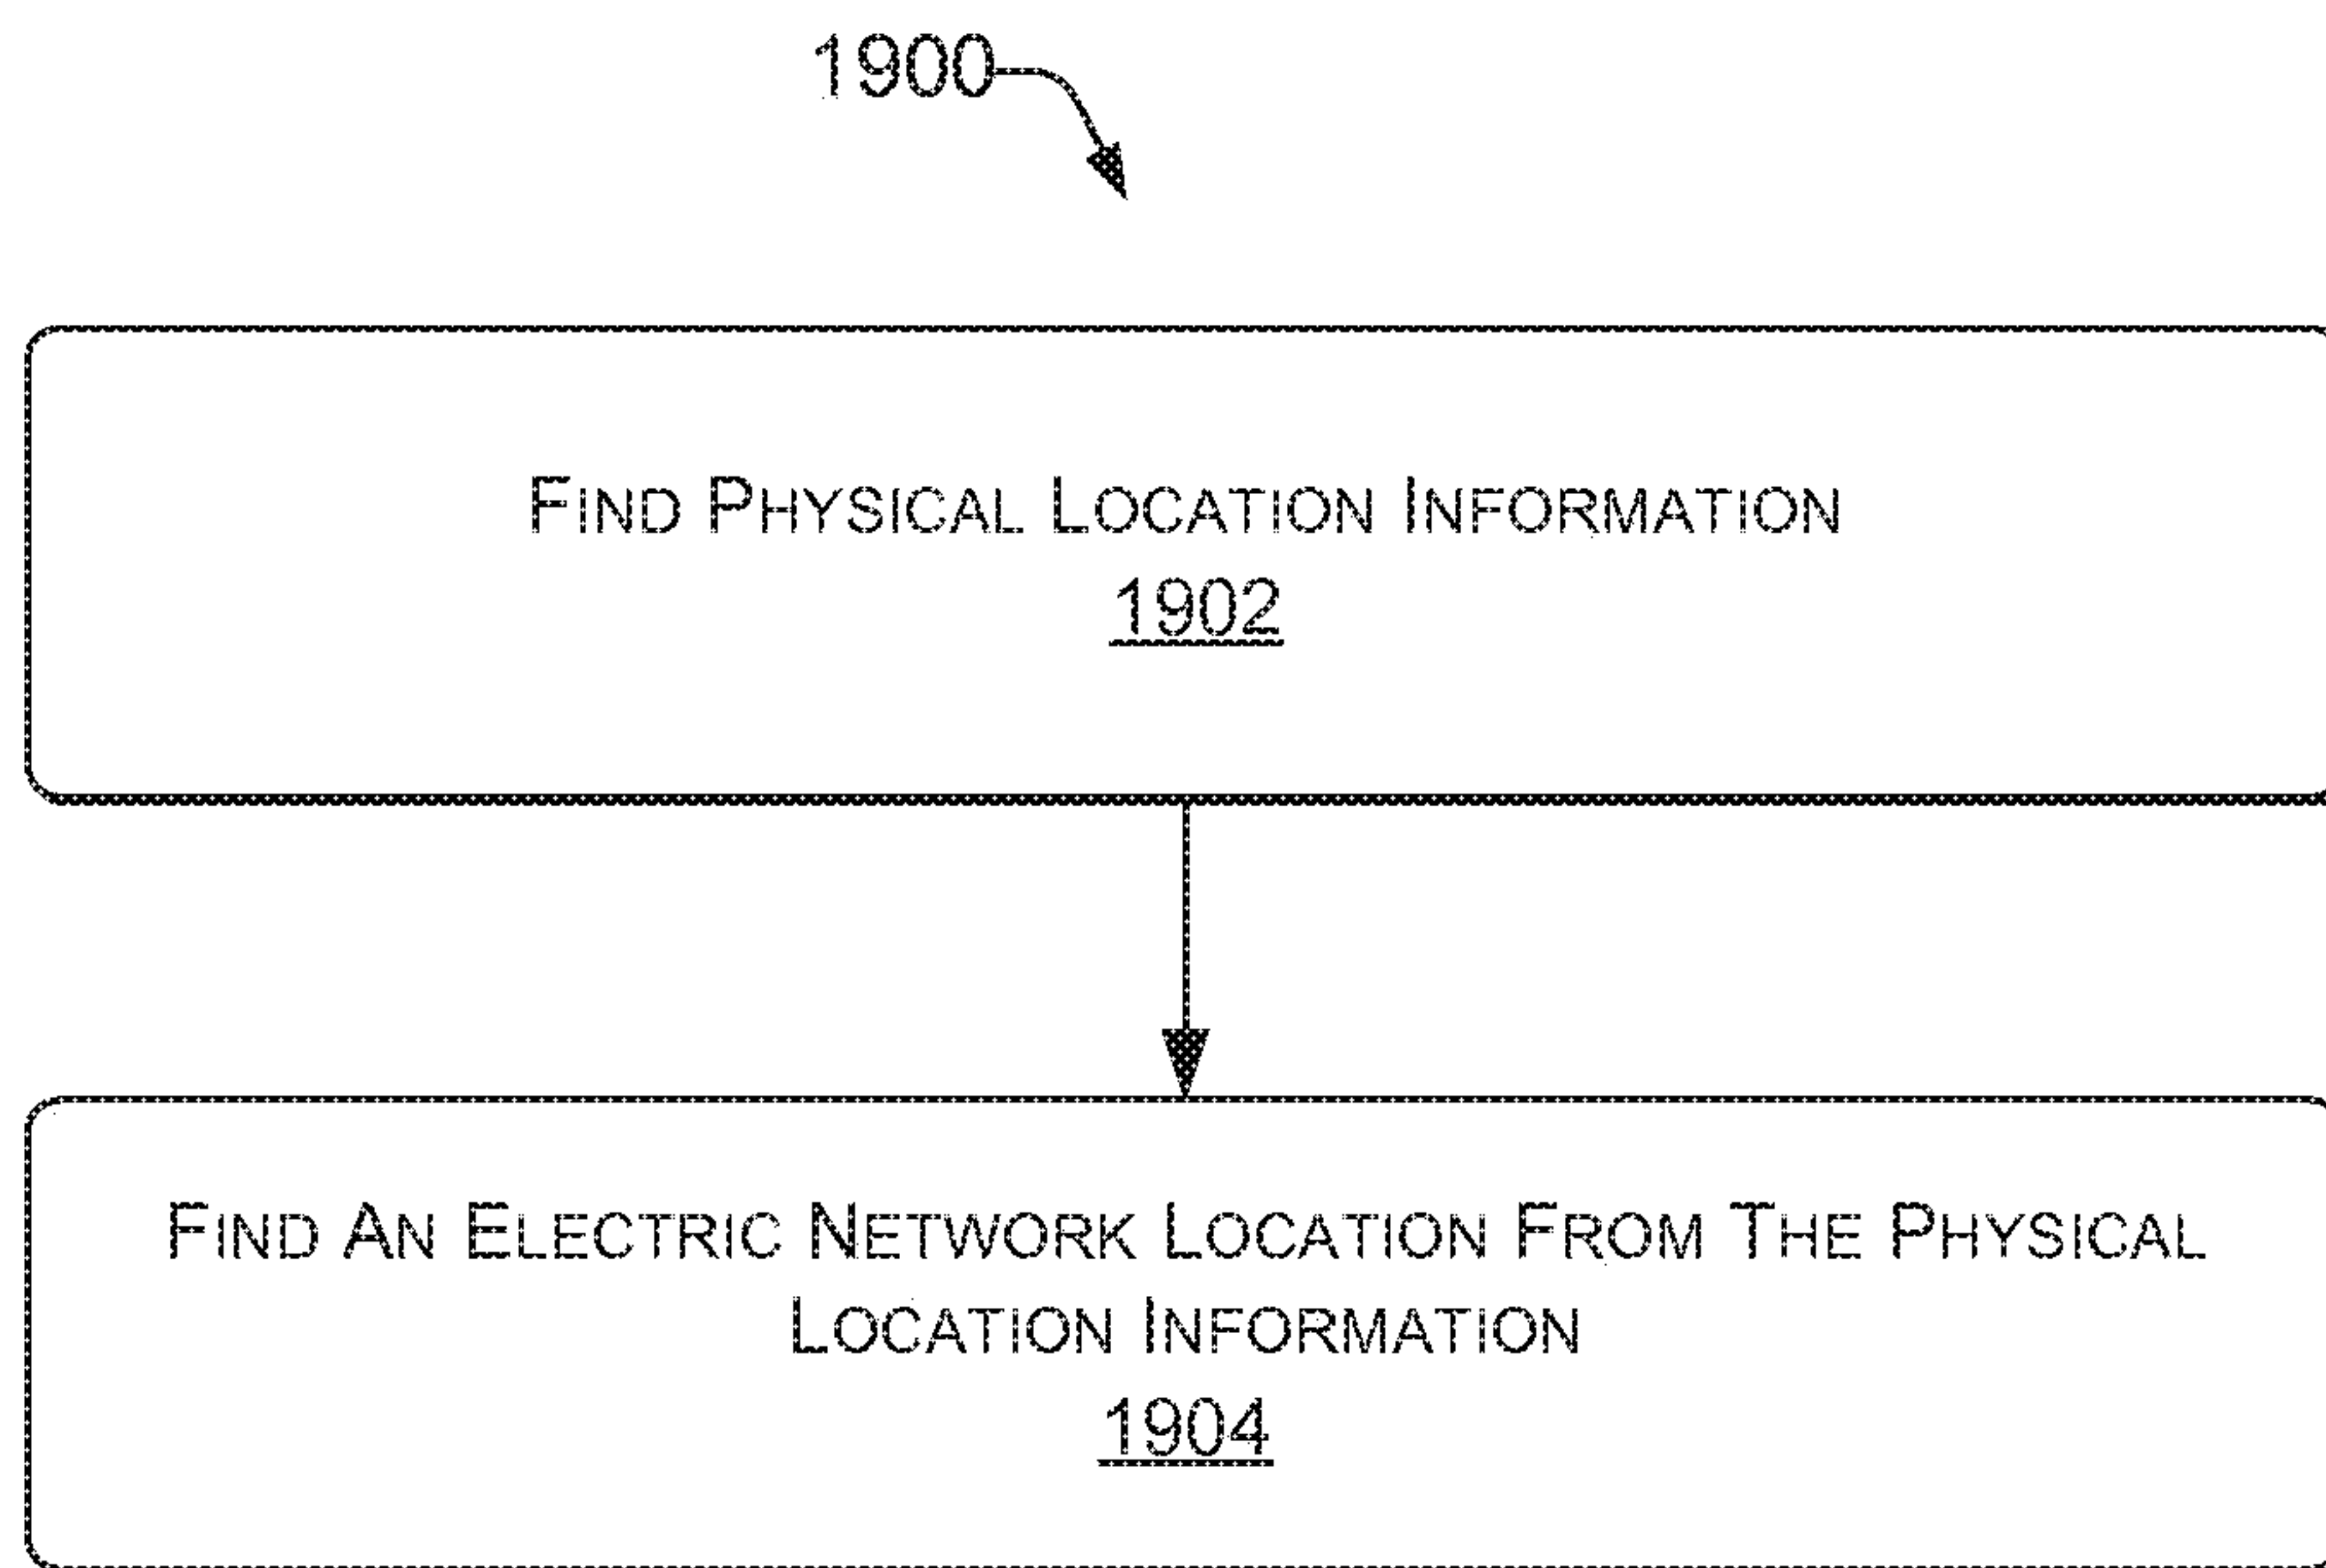 1900
FIND PHYSICAL LOCATION INFORMATION
1902
FIND AN ELECTRIC NETWORK LOCATION FROM THE PHYSICAL
LOCATION INFORMATION
1904